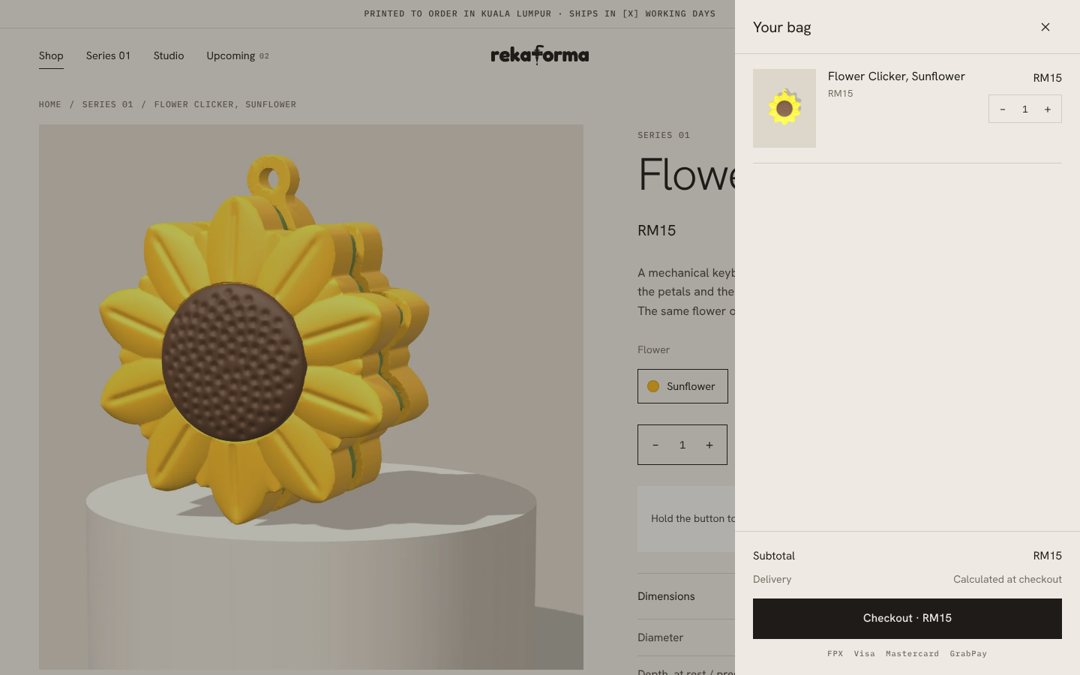 PRINTED TO ORDER IN KUALA LUMPUR · SHIPS IN [X] WORKING DAYS
Shop
Series 01
Studio
Upcoming 02
rekaforma
HOME / SERIES 01 / FLOWER CLICKER, SUNFLOWER
SERIES 01
RM15
A mechanical
the petals and the
The same flower
Flower
Sunflower
− 1 +
Hold the button
Dimensions
Diameter
Your bag
Flower Clicker, Sunflower
RM15
RM15
− 1 +
Subtotal
RM15
Delivery
Calculated at checkout
Checkout · RM15
FPX Visa Mastercard GrabPay